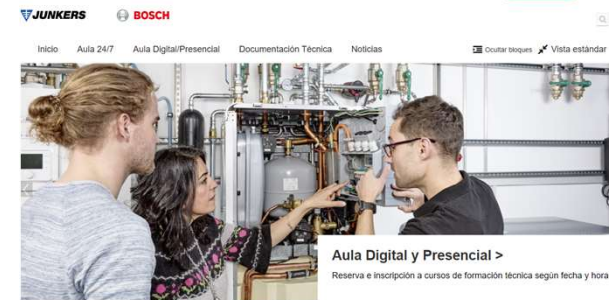 JUNKERS BOSCH
Inicio Aula 24/7 Aula Digital/Presencial Documentación Técnica Noticias Ocultar bloques Vista estándar
Aula Digital y Presencial >
Reserva e inscripción a cursos de formación técnica según fecha y hora